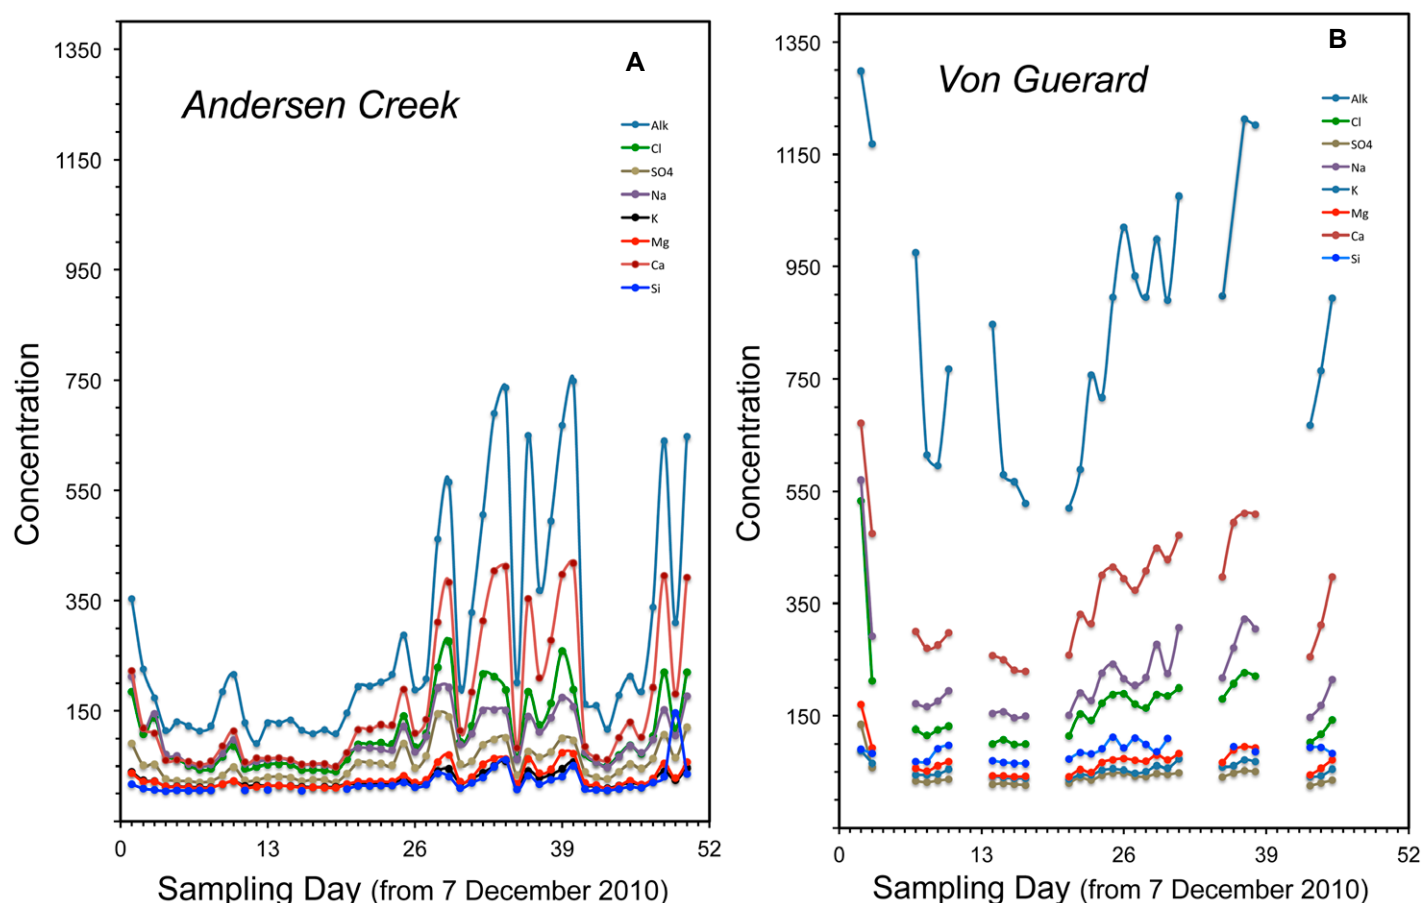 A
Andersen Creek
1350
1150
950
750
550
350
150
Concentration
Alk
Cl
SO4
Na
K
Mg
Ca
Si
0 13 26 39 52
Sampling Day (from 7 December 2010)
B
Von Guerard
1350
1150
950
750
550
350
150
Concentration
Alk
Cl
SO4
Na
K
Mg
Ca
Si
0 13 26 39 52
Sampling Day (from 7 December 2010)